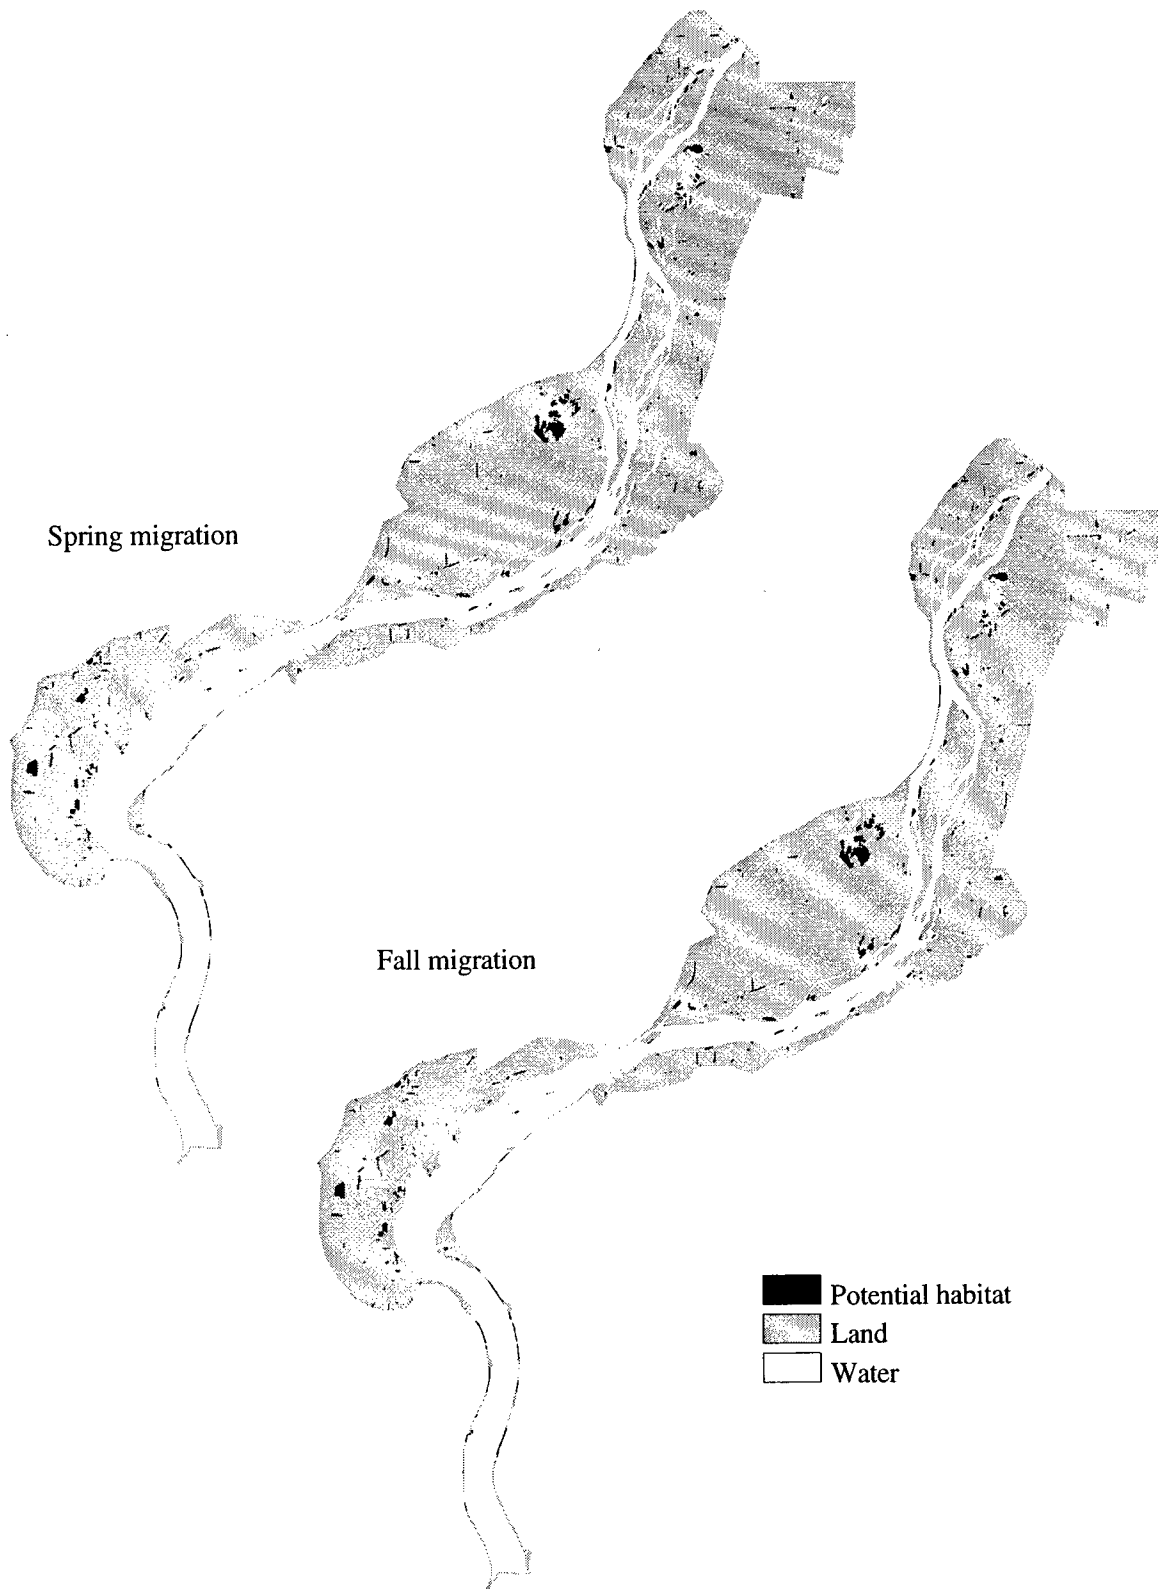 Spring migration
Fall migration
Potential habitat
Land
Water